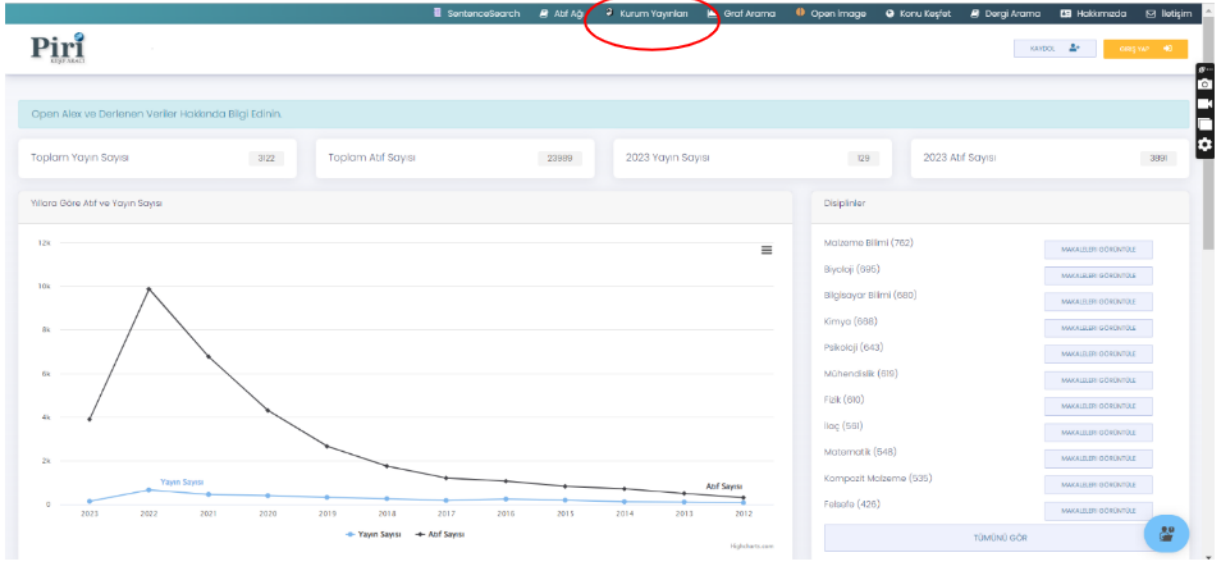 SentenceSearch Atıf Ağı Kurum Yayınları Graf Arama Open Image Konu Keşfet Dergi Arama Hakkımızda İletişim
Piri
KEŞİF ARACI
KAYDOL GİRİŞ YAP
Open Alex ve Derlenen Veriler Hakkında Bilgi Edinin.
Toplam Yayın Sayısı 3122 Toplam Atıf Sayısı 23999 2023 Yayın Sayısı 129 2023 Atıf Sayısı 3891
Yıllara Göre Atıf ve Yayın Sayısı
12k
10k
8k
6k
4k
2k
0
Yayın Sayısı
Atıf Sayısı
2023 2022 2021 2020 2019 2018 2017 2016 2015 2014 2013 2012
Yayın Sayısı Atıf Sayısı
Highcharts.com
Disiplinler
Malzeme Bilimi (762) MAKALELERİ GÖRÜNTÜLE
Biyoloji (695) MAKALELERİ GÖRÜNTÜLE
Bilgisayar Bilimi (680) MAKALELERİ GÖRÜNTÜLE
Kimya (668) MAKALELERİ GÖRÜNTÜLE
Psikoloji (643) MAKALELERİ GÖRÜNTÜLE
Mühendislik (619) MAKALELERİ GÖRÜNTÜLE
Fizik (610) MAKALELERİ GÖRÜNTÜLE
İlaç (591) MAKALELERİ GÖRÜNTÜLE
Matematik (548) MAKALELERİ GÖRÜNTÜLE
Kompozit Malzeme (535) MAKALELERİ GÖRÜNTÜLE
Felsefe (426) MAKALELERİ GÖRÜNTÜLE
TÜMÜNÜ GÖR